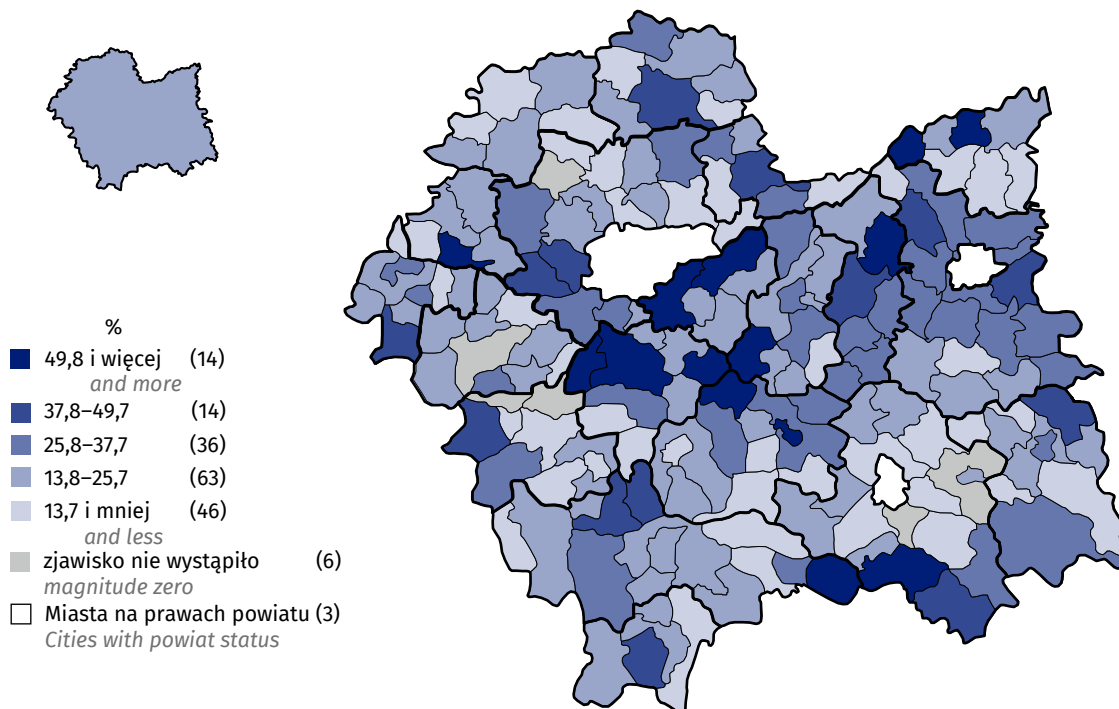 %
49,8 i więcej (14)
and more
37,8–49,7 (14)
25,8–37,7 (36)
13,8–25,7 (63)
13,7 i mniej (46)
and less
zjawisko nie wystąpiło (6)
magnitude zero
Miasta na prawach powiatu (3)
Cities with powiat status